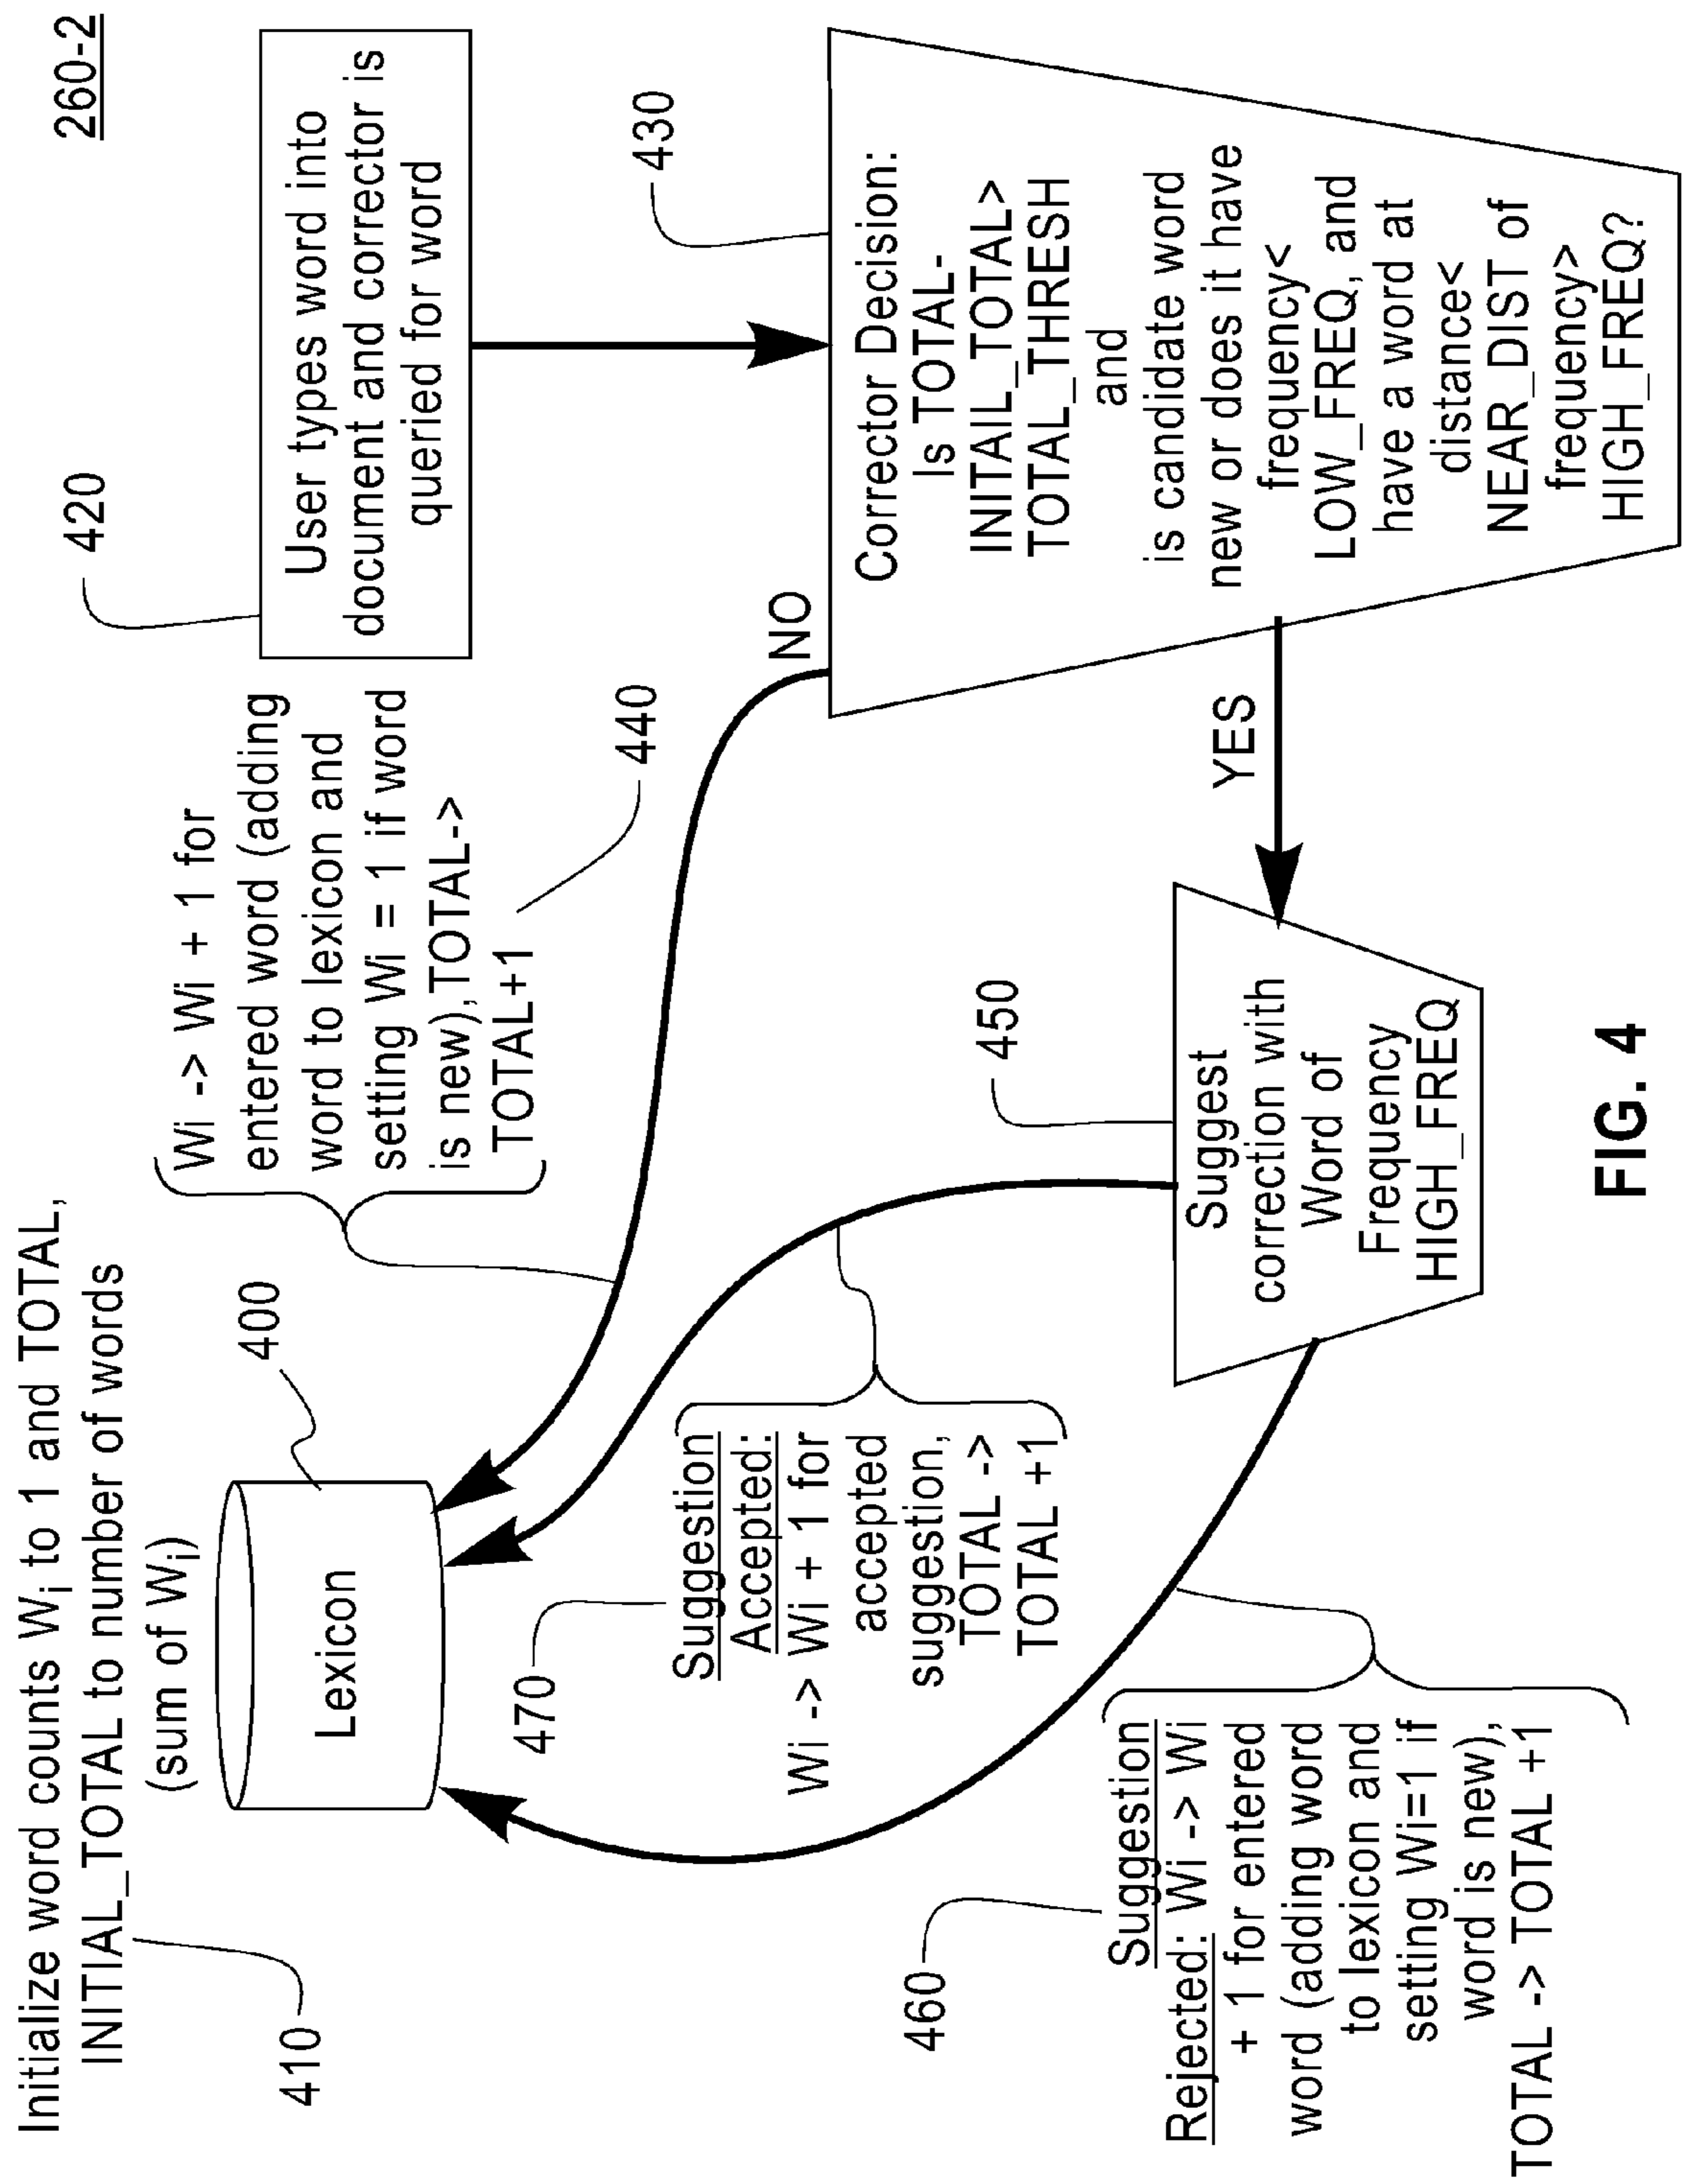 260-2
Initialize word counts Wi to 1 and TOTAL,
INITIAL_TOTAL to number of words
(sum of Wi)
410
400
Lexicon
Wi -> Wi + 1 for
entered word (adding
word to lexicon and
setting Wi = 1 if word
is new),TOTAL->
TOTAL+1
440
420
User types word into
document and corrector is
queried for word
430
Corrector Decision:
Is TOTAL-
INITAIL_TOTAL>
TOTAL_THRESH
and
is candidate word
new or does it have
frequency<
LOW_FREQ, and
have a word at
distance<
NEAR_DIST of
frequency>
HIGH_FREQ?
NO
YES
450
Suggest
correction with
Word of
Frequency
HIGH_FREQ
470
Suggestion
Accepted:
Wi -> Wi + 1 for
accepted
suggestion,
TOTAL ->
TOTAL +1
460
Suggestion
Rejected: Wi -> Wi
+ 1 for entered
word (adding word
to lexicon and
setting Wi=1 if
word is new),
TOTAL -> TOTAL +1
FIG. 4